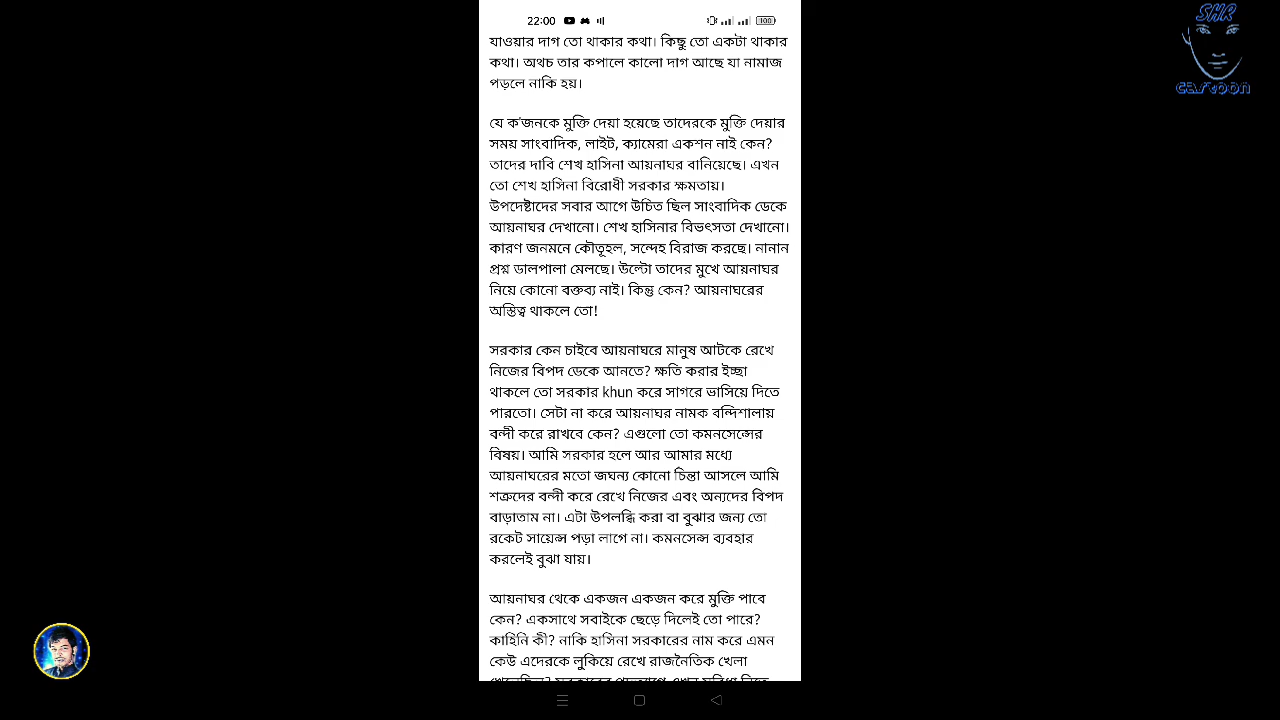 SHR
CARTOON
22:00
100
যাওয়ার দাগ তো থাকার কথা। কিছু তো একটা থাকার
কথা। অথচ তার কপালে কালো দাগ আছে যা নামাজ
পড়লে নাকি হয়।
যে ক'জনকে মুক্তি দেয়া হয়েছে তাদেরকে মুক্তি দেয়ার
সময় সাংবাদিক, লাইট, ক্যামেরা একশন নাই কেন?
তাদের দাবি শেখ হাসিনা আয়নাঘর বানিয়েছে। এখন
তো শেখ হাসিনা বিরোধী সরকার ক্ষমতায়।
উপদেষ্টাদের সবার আগে উচিত ছিল সাংবাদিক ডেকে
আয়নাঘর দেখানো। শেখ হাসিনার বিভৎসতা দেখানো।
কারণ জনমনে কৌতূহল, সন্দেহ বিরাজ করছে। নানান
প্রশ্ন ডালপালা মেলছে। উল্টো তাদের মুখে আয়নাঘর
নিয়ে কোনো বক্তব্য নাই। কিন্তু কেন? আয়নাঘরের
অস্তিত্ব থাকলে তো!
সরকার কেন চাইবে আয়নাঘরে মানুষ আটকে রেখে
নিজের বিপদ ডেকে আনতে? ক্ষতি করার ইচ্ছা
থাকলে তো সরকার khun করে সাগরে ভাসিয়ে দিতে
পারতো। সেটা না করে আয়নাঘর নামক বন্দিশালায়
বন্দী করে রাখবে কেন? এগুলো তো কমনসেন্সের
বিষয়। আমি সরকার হলে আর আমার মধ্যে
আয়নাঘরের মতো জঘন্য কোনো চিন্তা আসলে আমি
শত্রুদের বন্দী করে রেখে নিজের এবং অন্যদের বিপদ
বাড়াতাম না। এটা উপলব্ধি করা বা বুঝার জন্য তো
রকেট সায়েন্স পড়া লাগে না। কমনসেন্স ব্যবহার
করলেই বুঝা যায়।
আয়নাঘর থেকে একজন একজন করে মুক্তি পাবে
কেন? একসাথে সবাইকে ছেড়ে দিলেই তো পারে?
কাহিনি কী? নাকি হাসিনা সরকারের নাম করে এমন
কেউ এদেরকে লুকিয়ে রেখে রাজনৈতিক খেলা